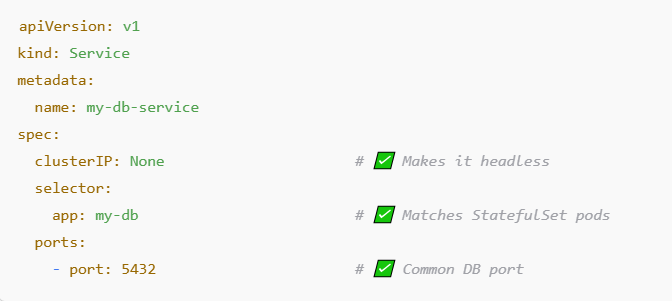 apiVersion: v1
kind: Service
metadata:
  name: my-db-service
spec:
  clusterIP: None                      # ✅ Makes it headless
  selector:
    app: my-db                         # ✅ Matches StatefulSet pods
  ports:
    - port: 5432                       # ✅ Common DB port